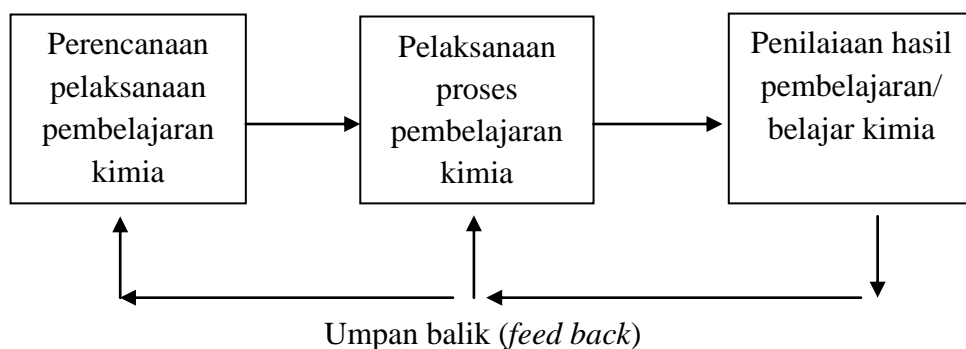 Perencanaan
pelaksanaan
pembelajaran
kimia
Pelaksanaan
proses
pembelajaran
kimia
Penilaiaan hasil
pembelajaran/
belajar kimia
Umpan balik (feed back)